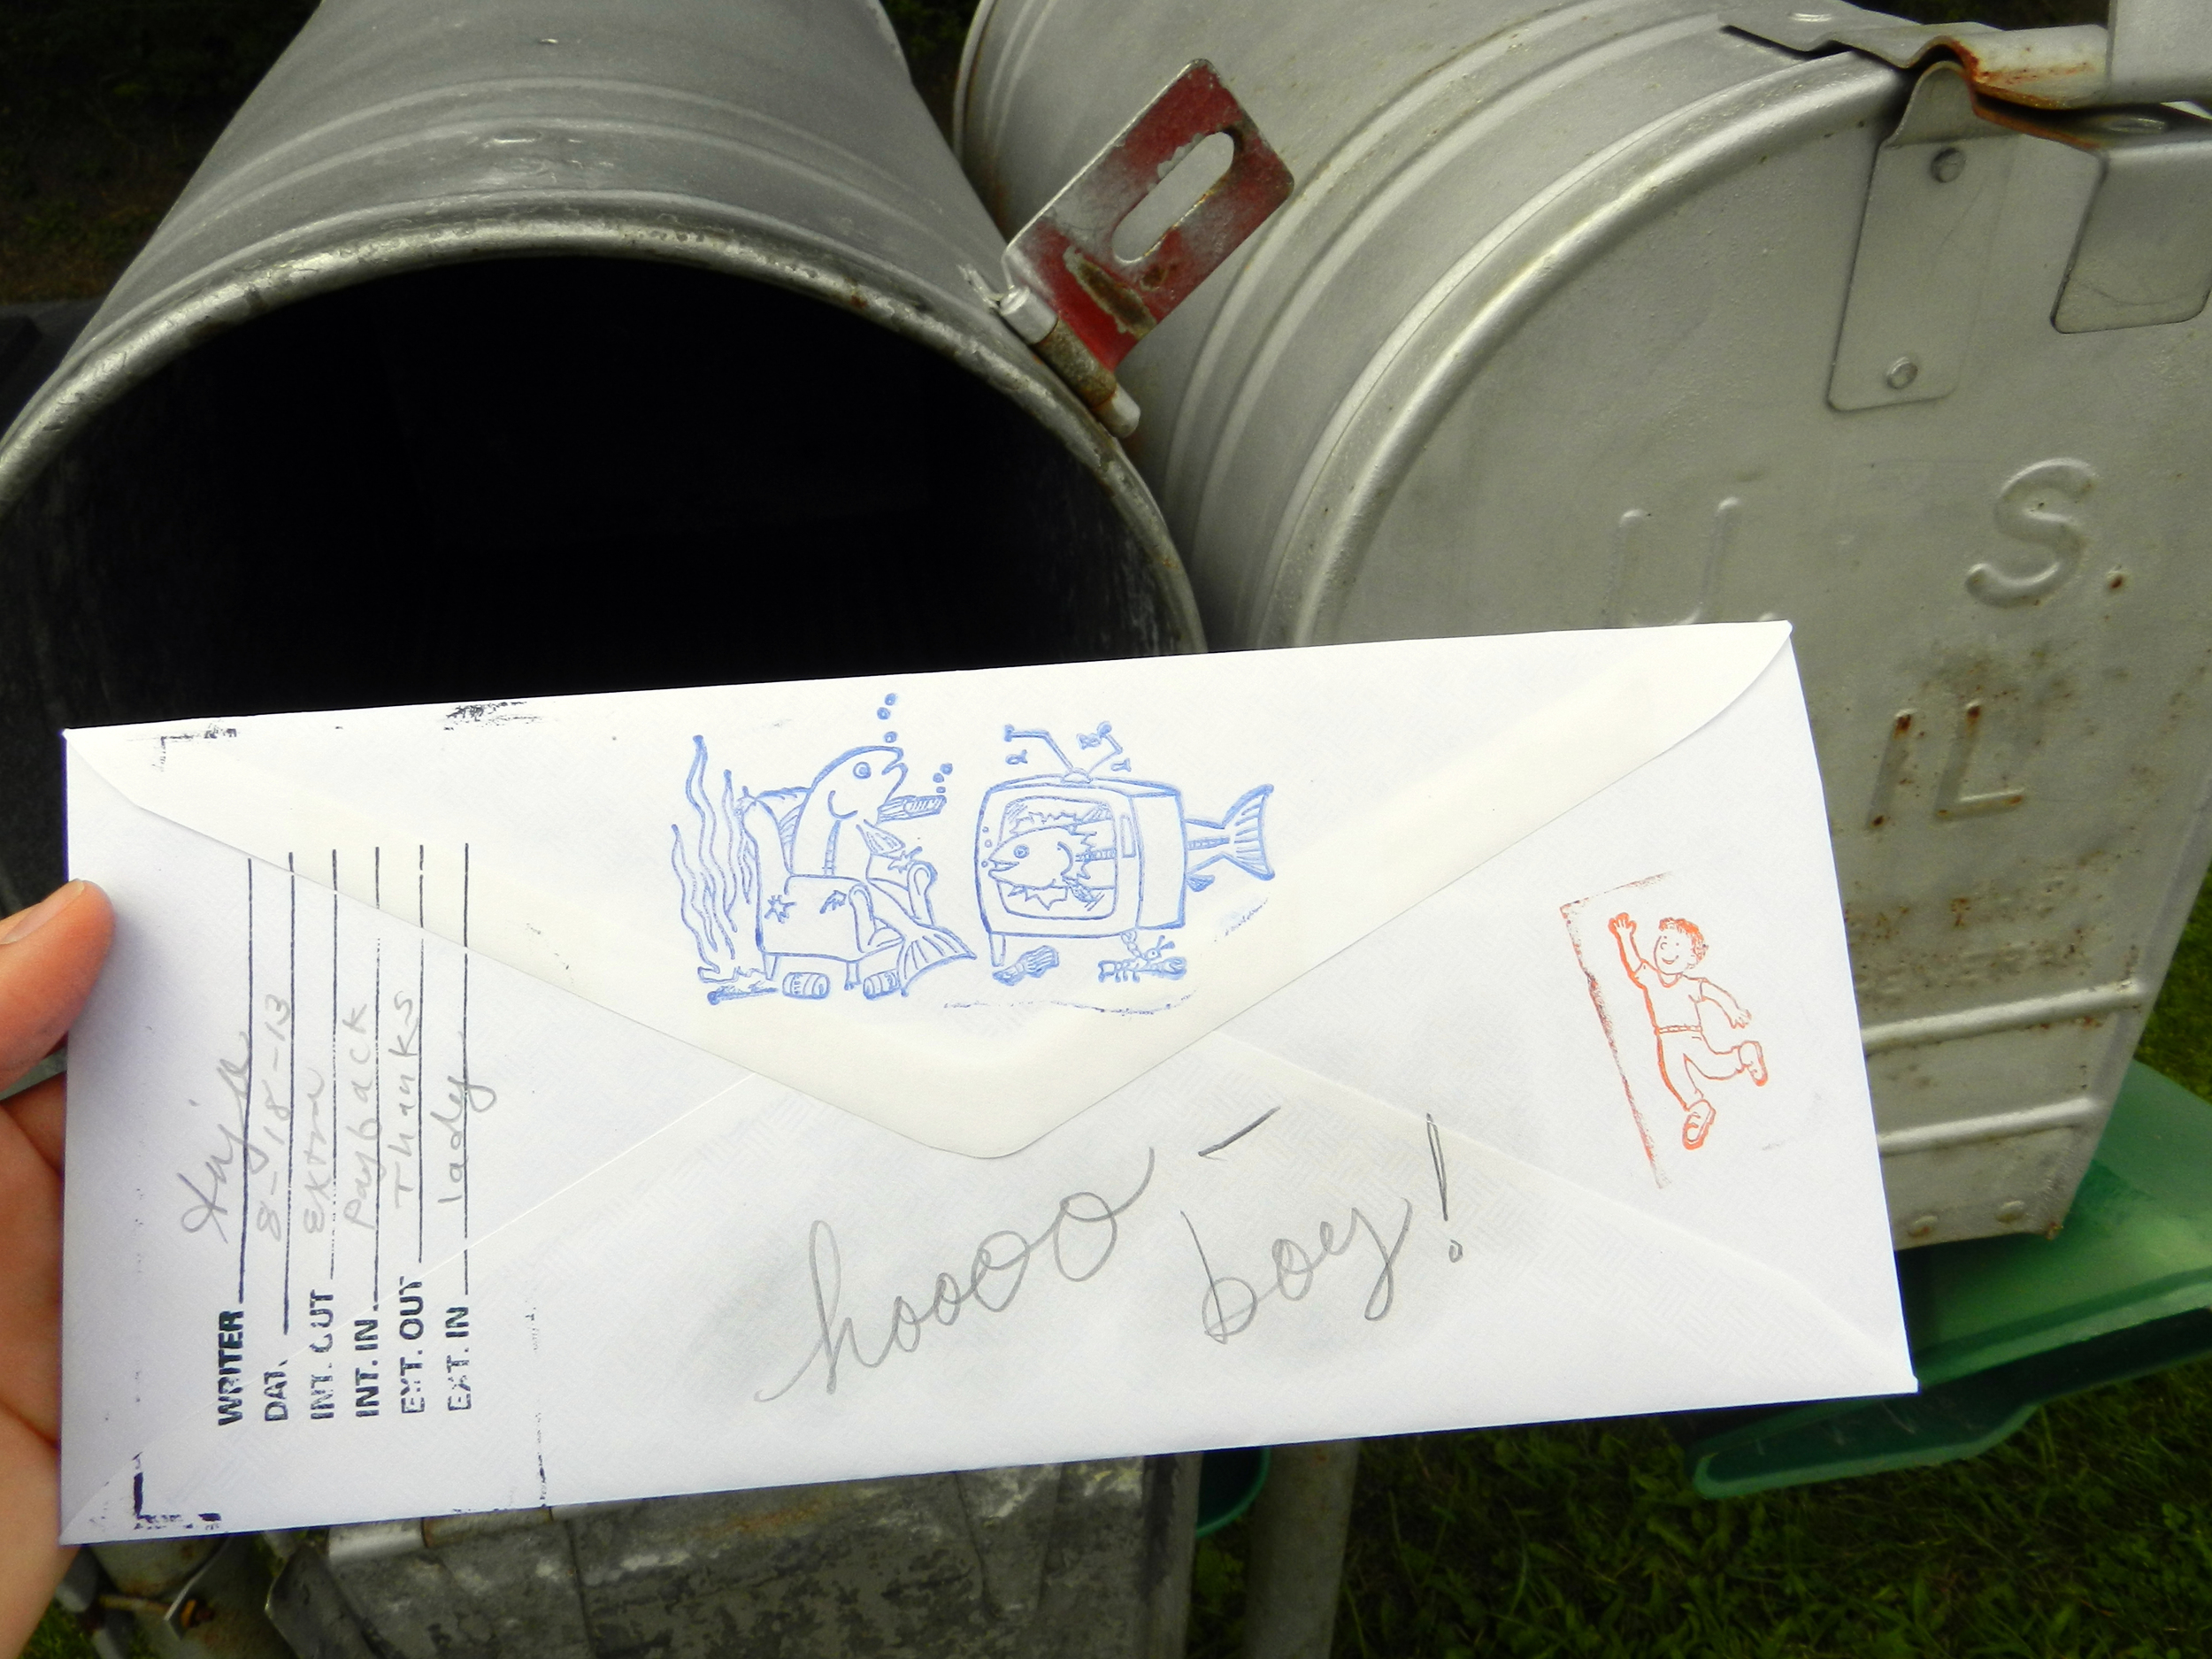 U. S.
IL
WRITER
DAT. 8-18-13
INT. OUT Extra
INT. IN Payback
EXT. OUT Thanks
EXT. IN lady
hoooo-
boy!